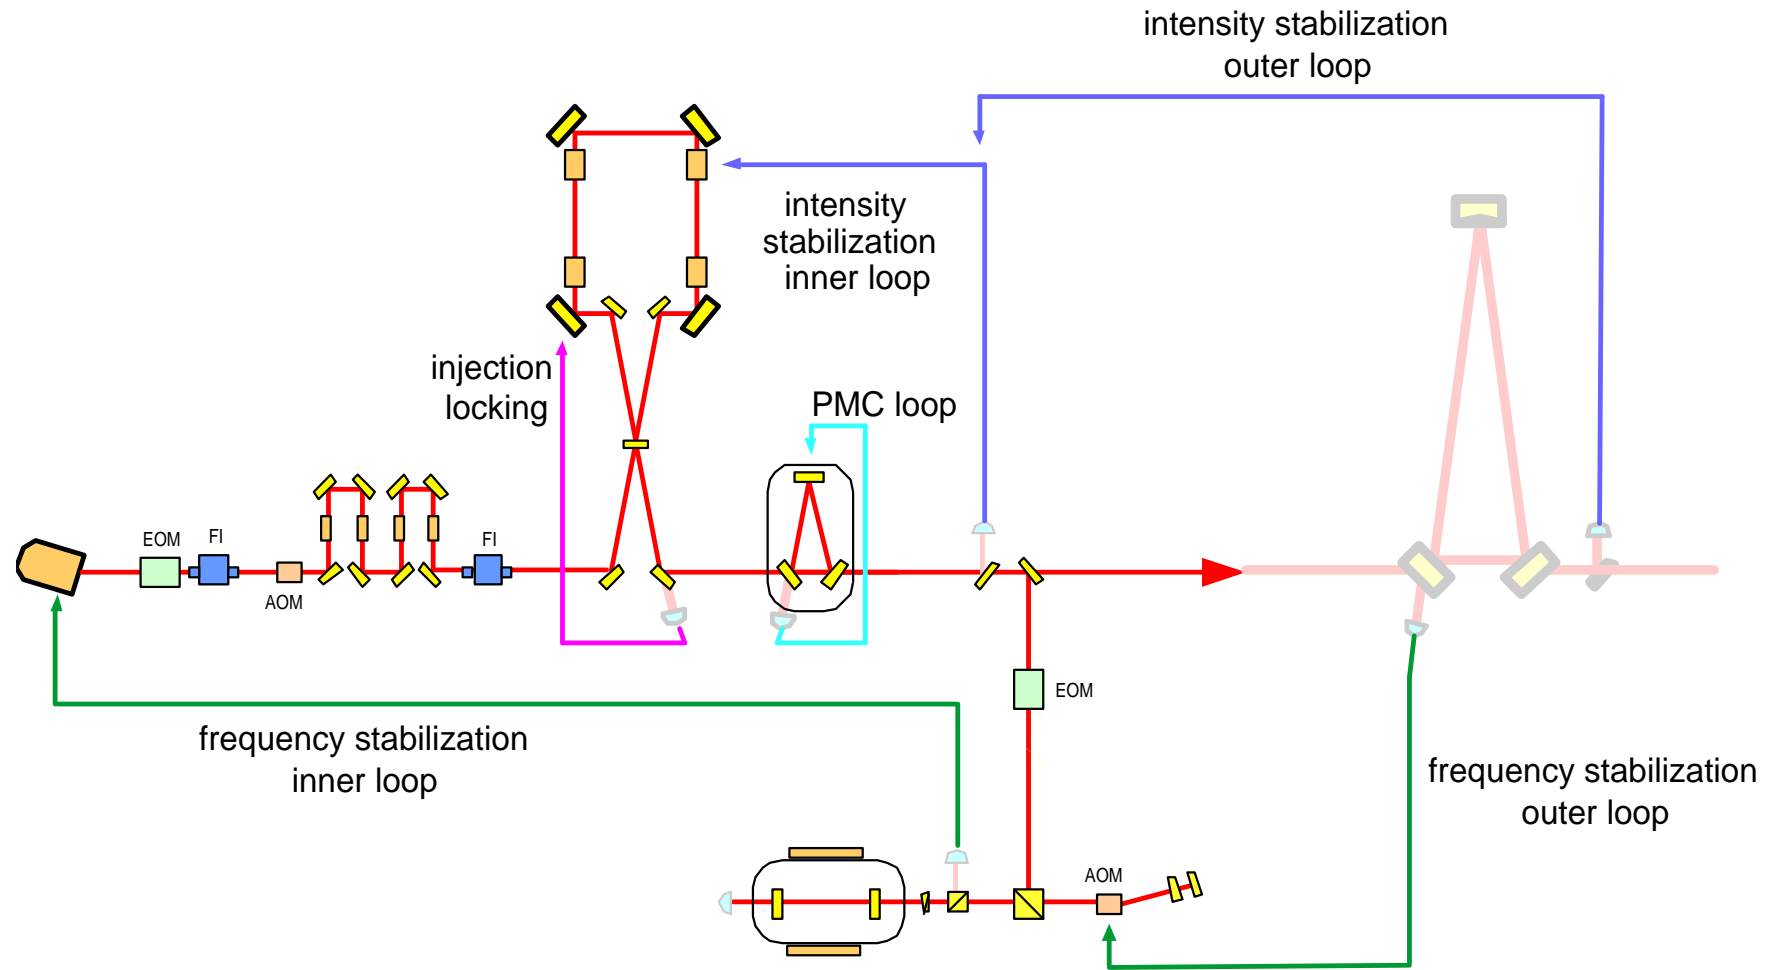 intensity stabilization
outer loop
intensity
stabilization
inner loop
injection
locking
PMC loop
EOM
FI
AOM
FI
EOM
frequency stabilization
inner loop
frequency stabilization
outer loop
AOM